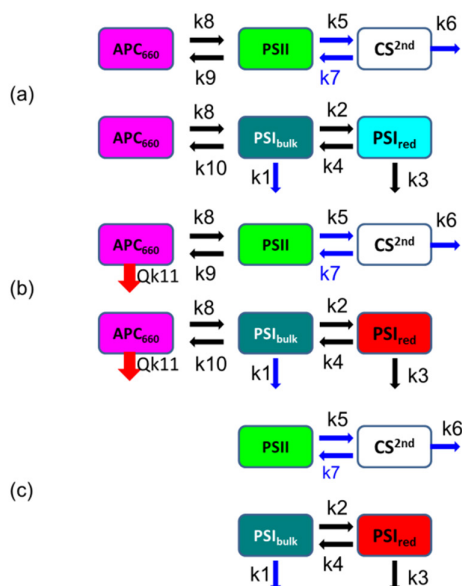 k8 k5 k6
APC660 PSII CS2nd
k9 k7
(a)
k8 k2
APC660 PSIbulk PSIred
k10 k1 k4 k3
k8 k5 k6
APC660 PSII CS2nd
Qk11 k9 k7
(b)
k8 k2
APC660 PSIbulk PSIred
Qk11 k10 k1 k4 k3
k5 k6
PSII CS2nd
k7
(c)
k2
PSIbulk PSIred
k1 k4 k3